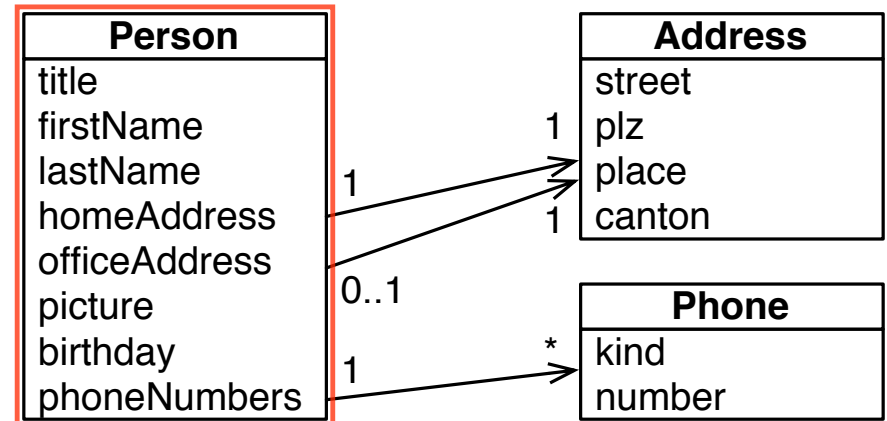 Person
title
firstName
lastName
homeAddress
officeAddress
picture
birthday
phoneNumbers
1
0..1
1
1
1
*
Address
street
plz
place
canton
Phone
kind
number